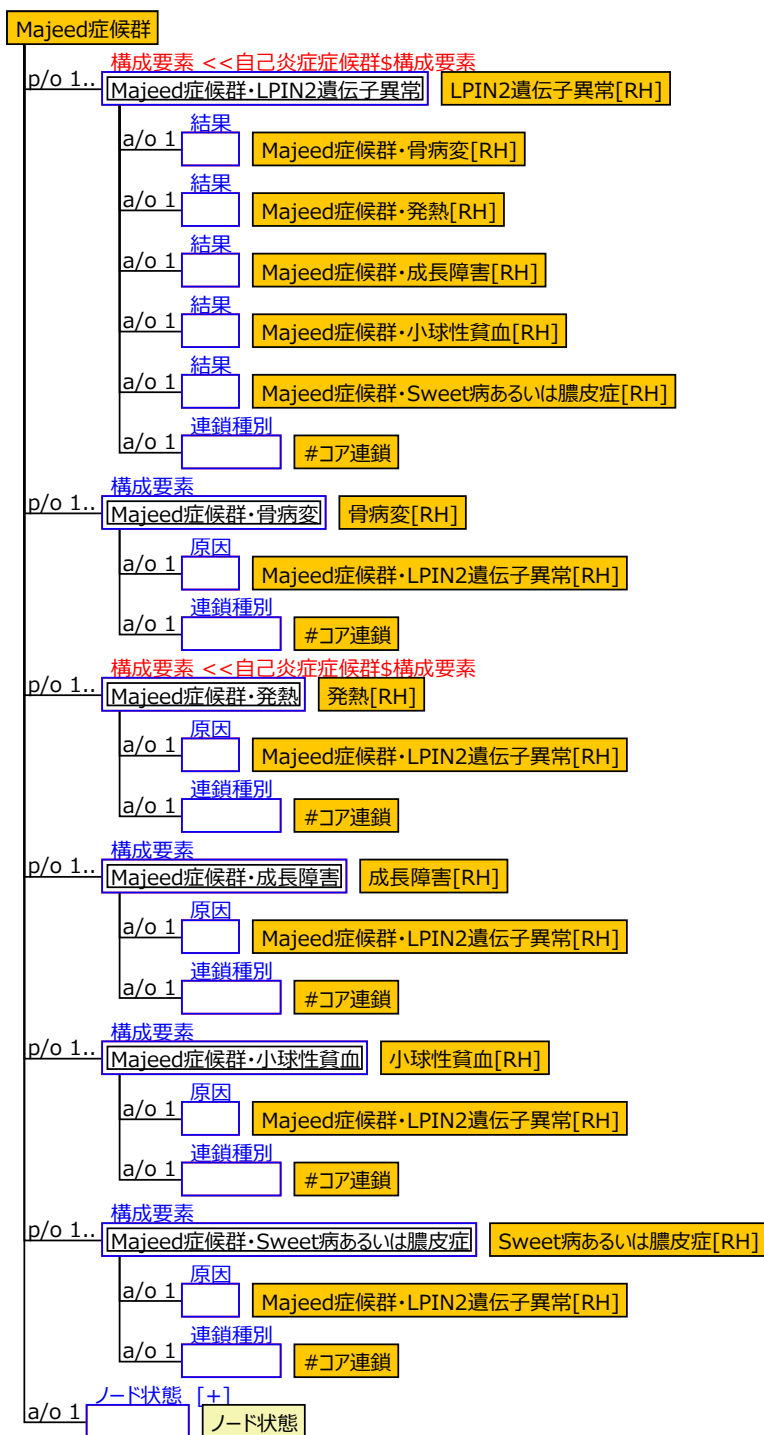 Majeed症候群
構成要素 <<自己炎症症候群$構成要素
p/o 1.. Majeed症候群・LPIN2遺伝子異常 LPIN2遺伝子異常[RH]
結果
a/o 1 Majeed症候群・骨病変[RH]
結果
a/o 1 Majeed症候群・発熱[RH]
結果
a/o 1 Majeed症候群・成長障害[RH]
結果
a/o 1 Majeed症候群・小球性貧血[RH]
結果
a/o 1 Majeed症候群・Sweet病あるいは膿皮症[RH]
連鎖種別
a/o 1 #コア連鎖
構成要素
p/o 1.. Majeed症候群・骨病変 骨病変[RH]
原因
a/o 1 Majeed症候群・LPIN2遺伝子異常[RH]
連鎖種別
a/o 1 #コア連鎖
構成要素 <<自己炎症症候群$構成要素
p/o 1.. Majeed症候群・発熱 発熱[RH]
原因
a/o 1 Majeed症候群・LPIN2遺伝子異常[RH]
連鎖種別
a/o 1 #コア連鎖
構成要素
p/o 1.. Majeed症候群・成長障害 成長障害[RH]
原因
a/o 1 Majeed症候群・LPIN2遺伝子異常[RH]
連鎖種別
a/o 1 #コア連鎖
構成要素
p/o 1.. Majeed症候群・小球性貧血 小球性貧血[RH]
原因
a/o 1 Majeed症候群・LPIN2遺伝子異常[RH]
連鎖種別
a/o 1 #コア連鎖
構成要素
p/o 1.. Majeed症候群・Sweet病あるいは膿皮症 Sweet病あるいは膿皮症[RH]
原因
a/o 1 Majeed症候群・LPIN2遺伝子異常[RH]
連鎖種別
a/o 1 #コア連鎖
ノード状態 [+]
a/o 1 ノード状態